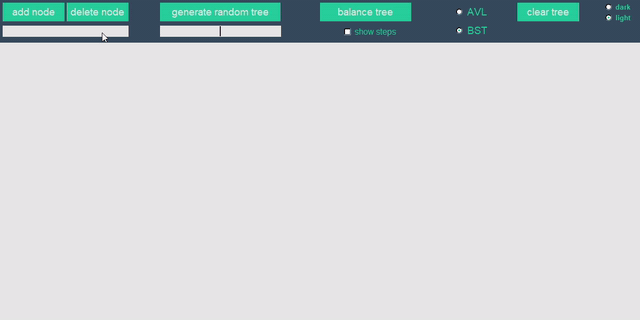 add node delete node generate random tree balance tree AVL clear tree dark
light
show steps BST